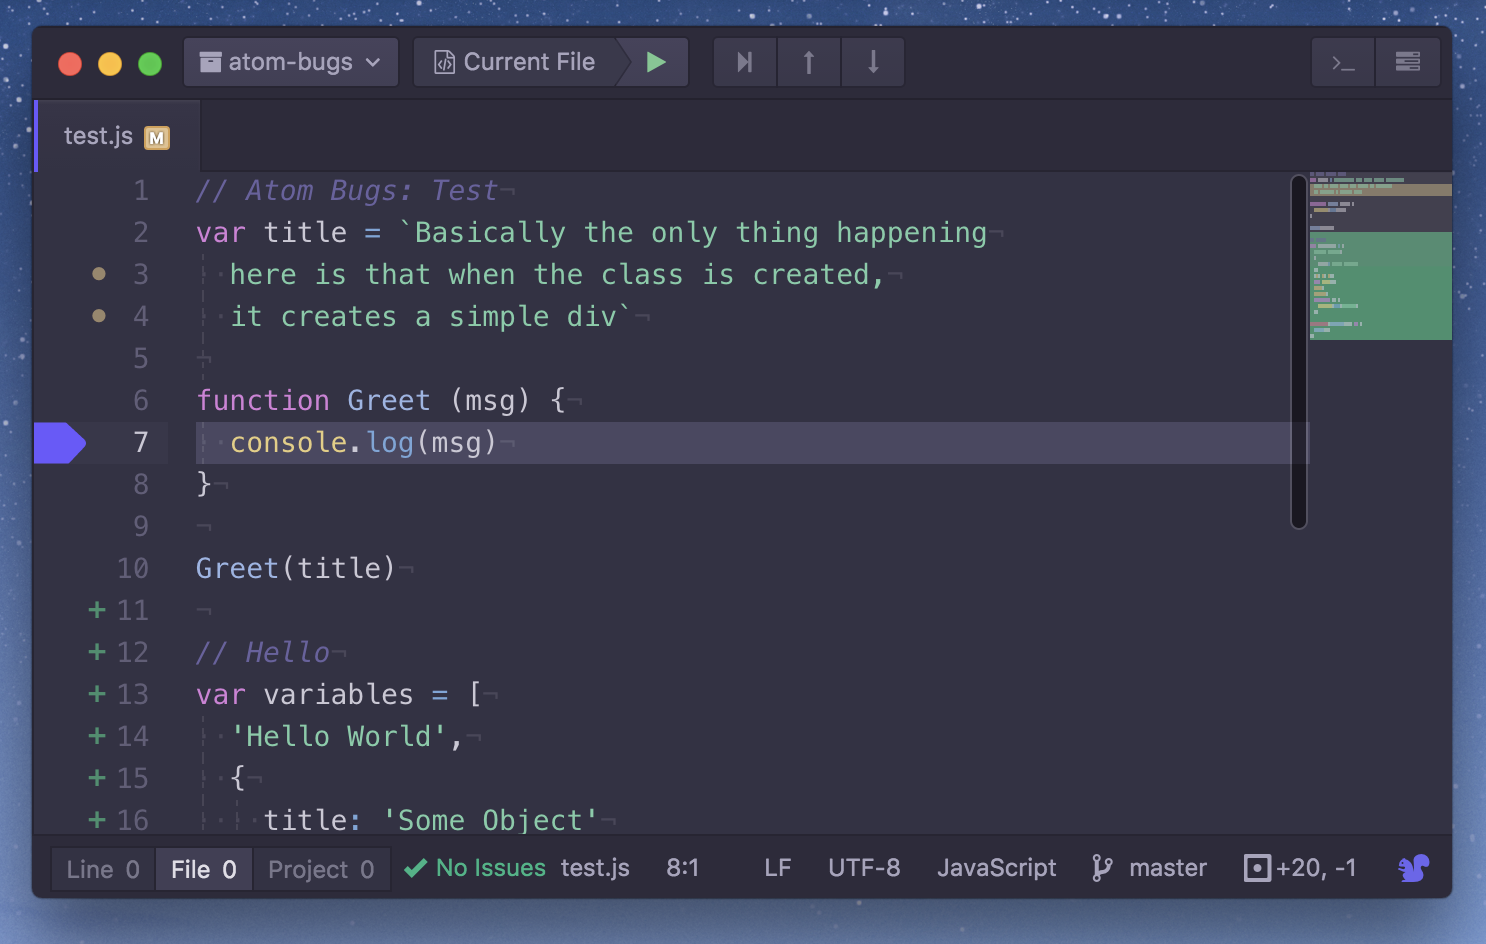 atom-bugs
Current File
test.js M
1 // Atom Bugs: Test
2 var title = `Basically the only thing happening
3 here is that when the class is created,
4 it creates a simple div`
5
6 function Greet (msg) {
7 console.log(msg)
8 }
9
10 Greet(title)
+ 11
+ 12 // Hello
+ 13 var variables = [
+ 14 'Hello World',
+ 15 {
+ 16 title: 'Some Object'
Line 0 File 0 Project 0 No Issues test.js 8:1 LF UTF-8 JavaScript master +20, -1